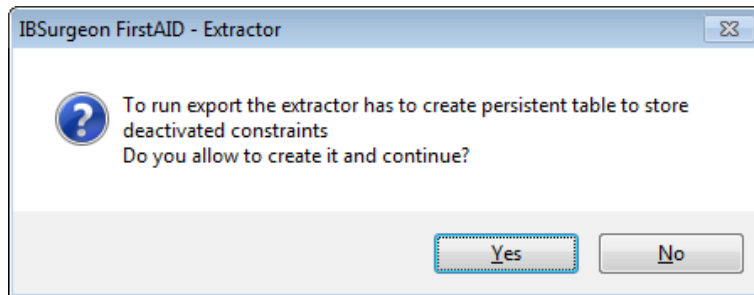 IBSurgeon FirstAID - Extractor
To run export the extractor has to create persistent table to store
deactivated constraints
Do you allow to create it and continue?
Yes No